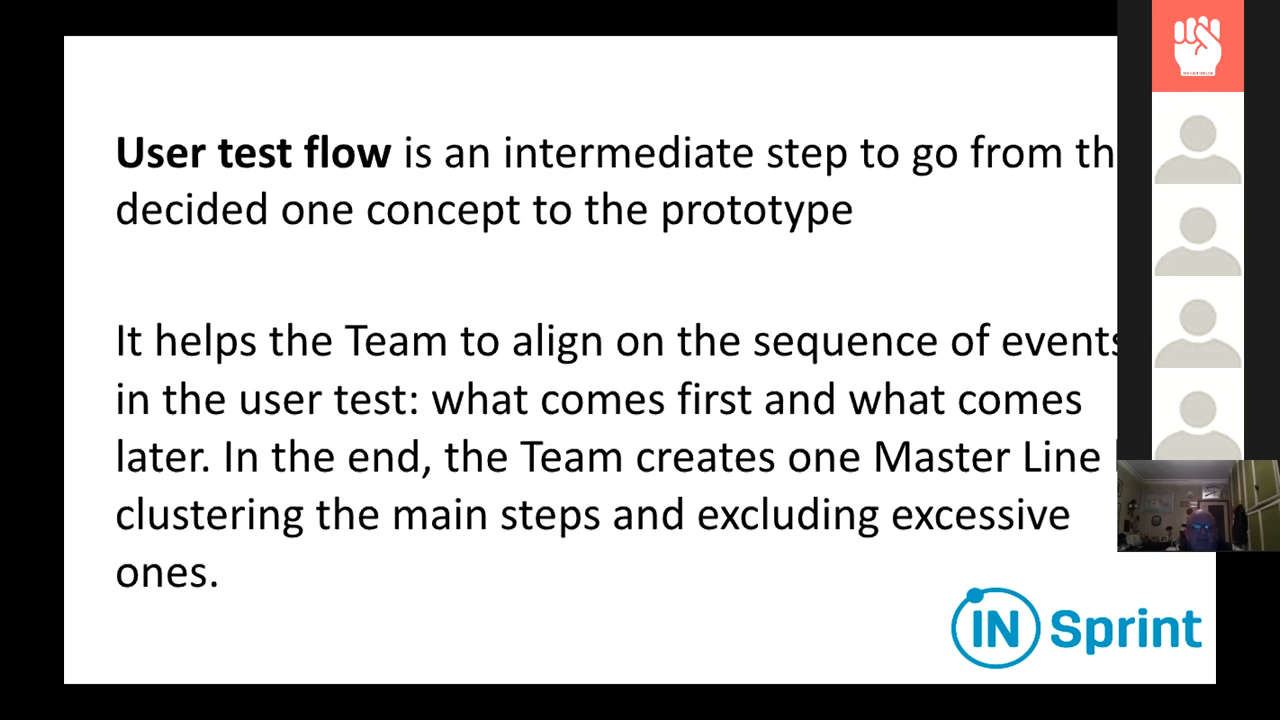 User test flow is an intermediate step to go from th
decided one concept to the prototype
It helps the Team to align on the sequence of events
in the user test: what comes first and what comes
later. In the end, the Team creates one Master Line
clustering the main steps and excluding excessive
ones.
IN Sprint